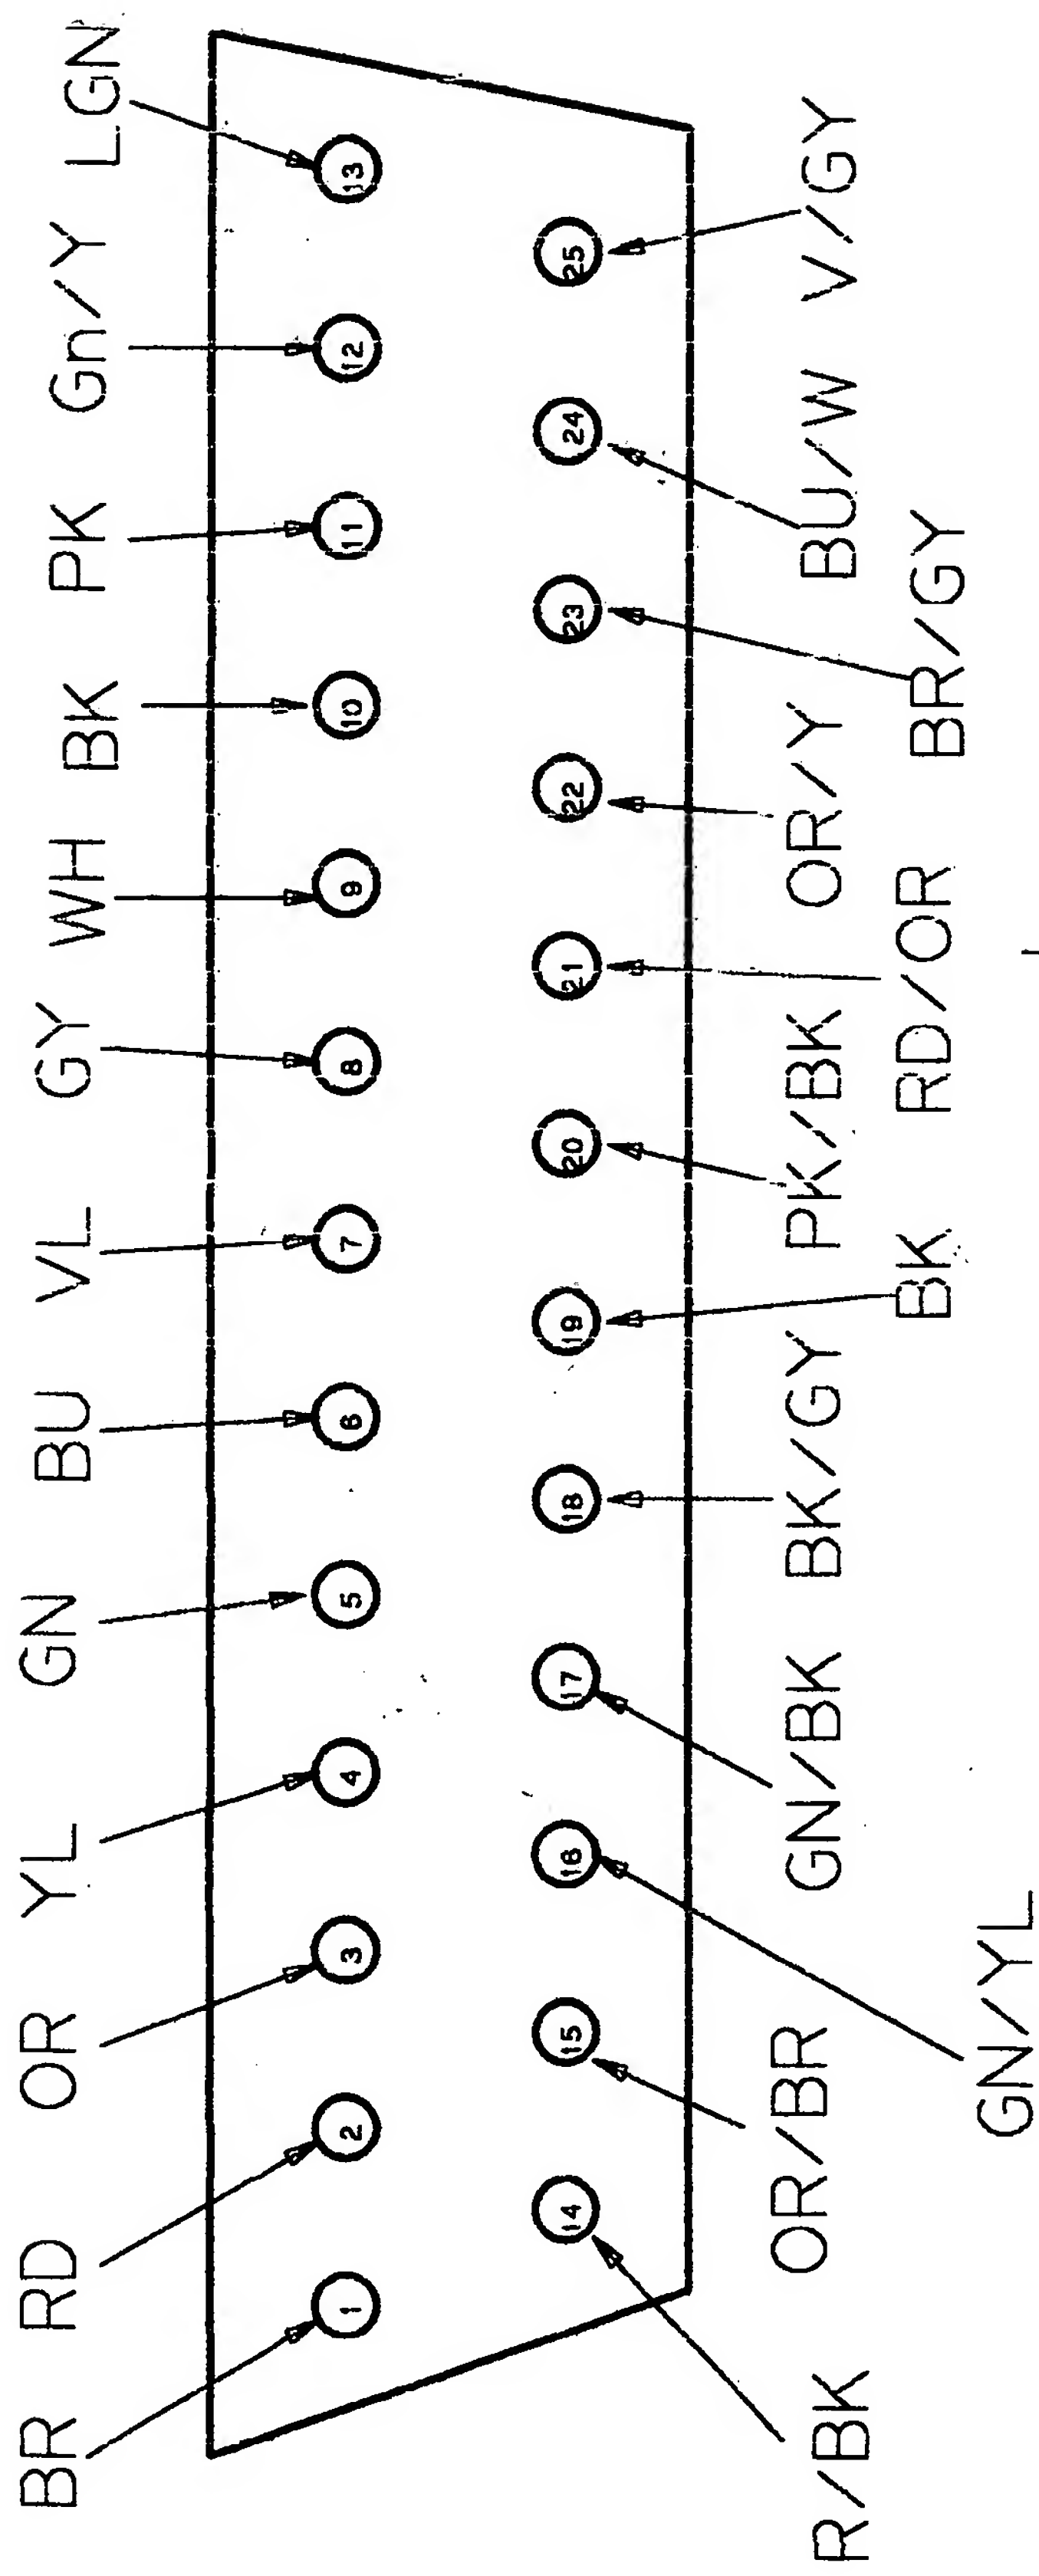 BR RD OR YL GN BU VL GY WH BK PK Gn/Y LGN
1 2 3 4 5 6 7 8 9 10 11 12 13
14 15 16 17 18 19 20 21 22 23 24 25
R/BK OR/BR GN/BK BK/GY PK/BK OR/Y BU/W V/GY
GN/YL BK RD/OR BR/GY